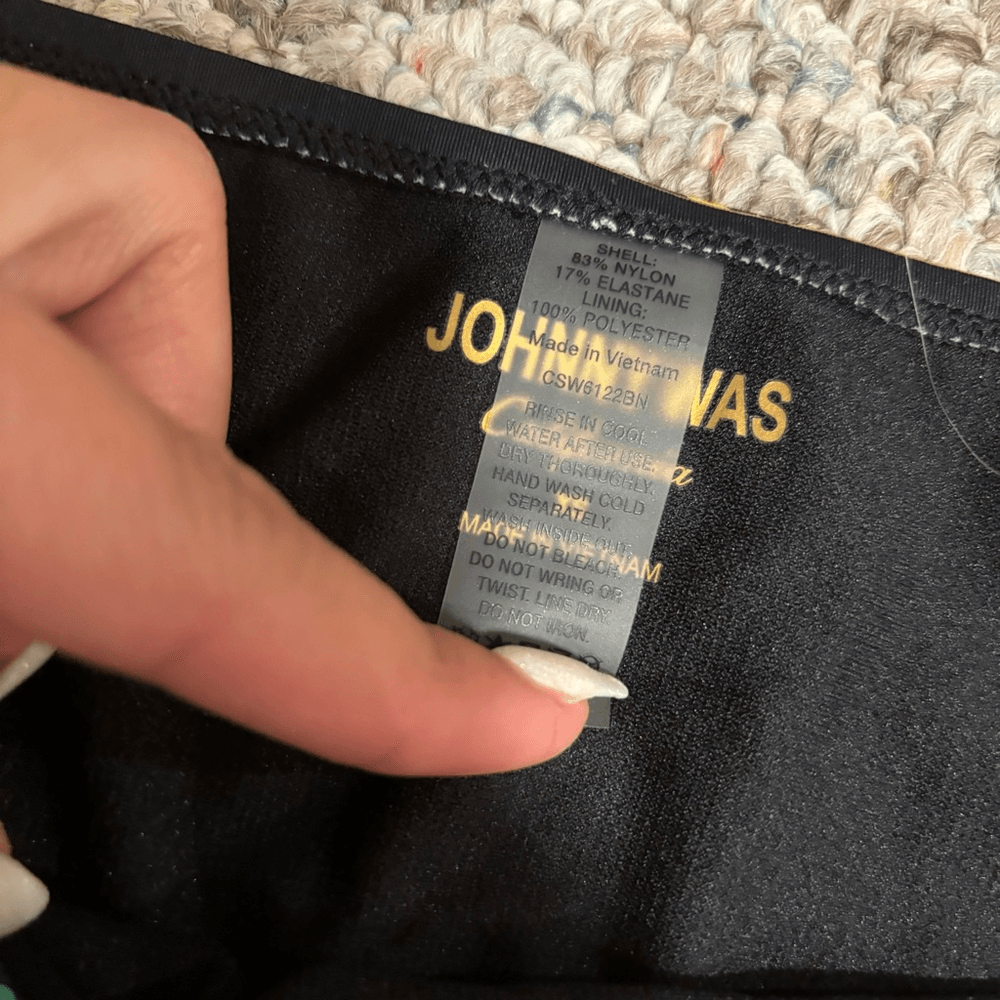 SHELL:
83% NYLON
17% ELASTANE
LINING:
100% POLYESTER
Made in Vietnam
CSW6122BN
RINSE IN COOL
WATER AFTER USE.
DRY THOROUGHLY.
HAND WASH COLD
SEPARATELY.
WASH INSIDE OUT.
DO NOT BLEACH.
DO NOT WRING OR
TWIST. LINE DRY.
DO NOT IRON.
JOHNNY WAS
MADE IN VIETNAM